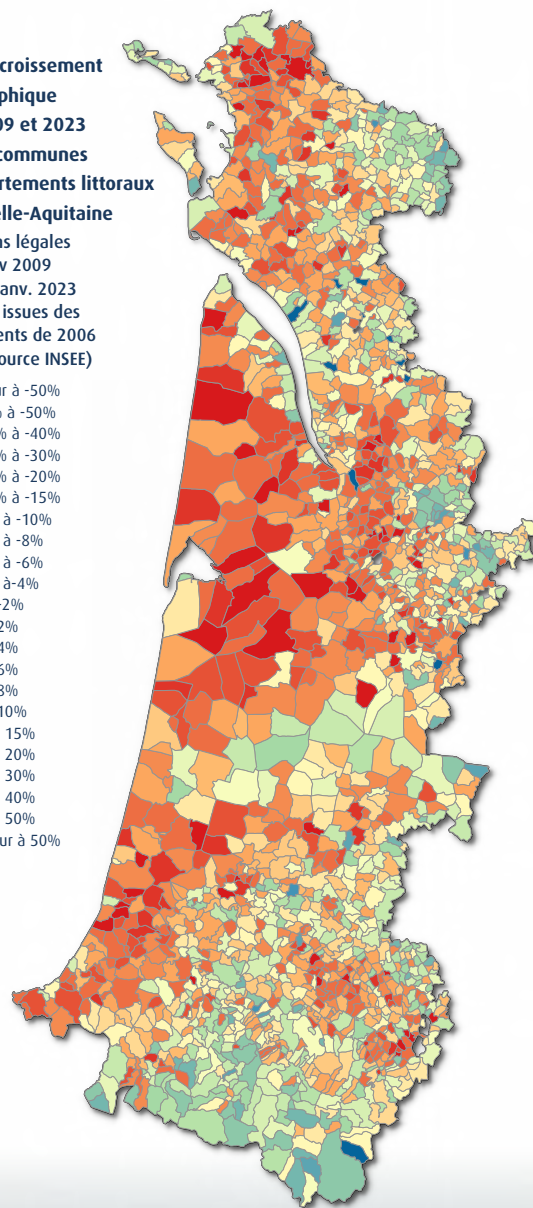 croissement
phique
09 et 2023
communes
rtements littoraux
elle-Aquitaine
ns légales
v 2009
janv. 2023
issues des
ents de 2006
ource INSEE)
ur à -50%
% à -50%
% à -40%
% à -30%
% à -20%
% à -15%
à -10%
à -8%
à -6%
à -4%
-2%
2%
4%
6%
8%
10%
15%
20%
30%
40%
50%
ur à 50%